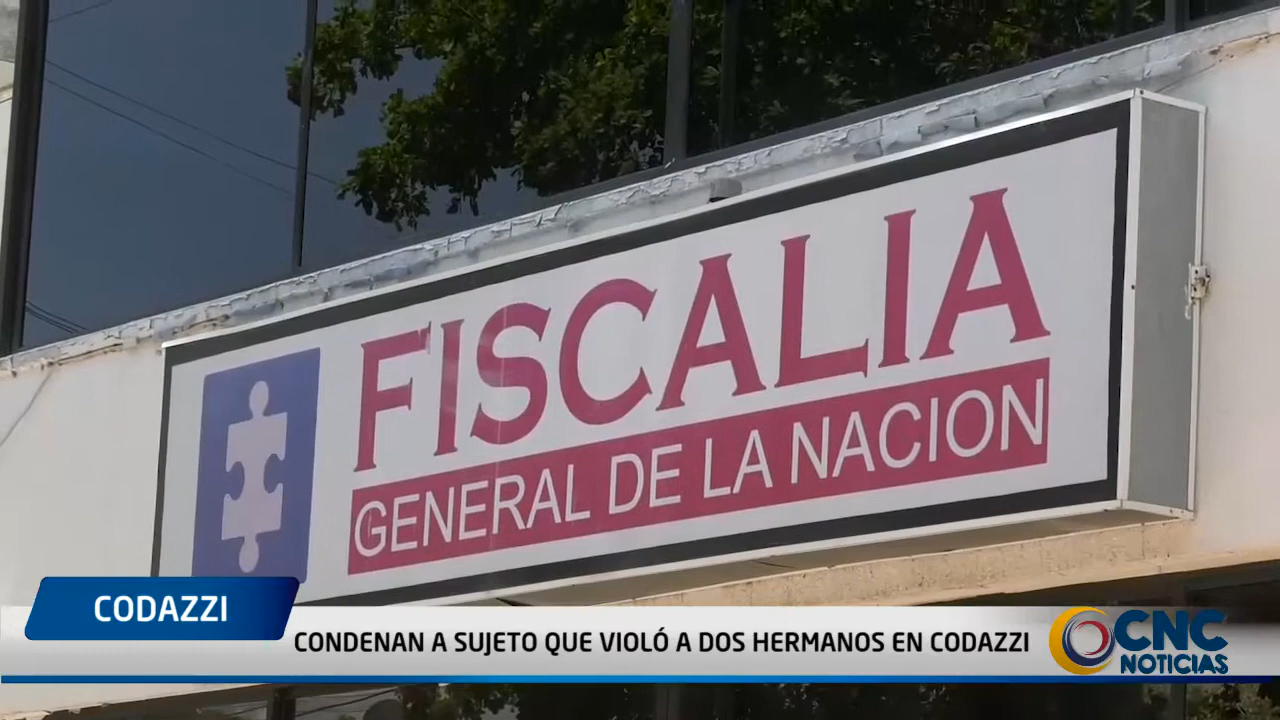 FISCALIA
GENERAL DE LA NACION
CODAZZI
CONDENAN A SUJETO QUE VIOLÓ A DOS HERMANOS EN CODAZZI
CNC
NOTICIAS